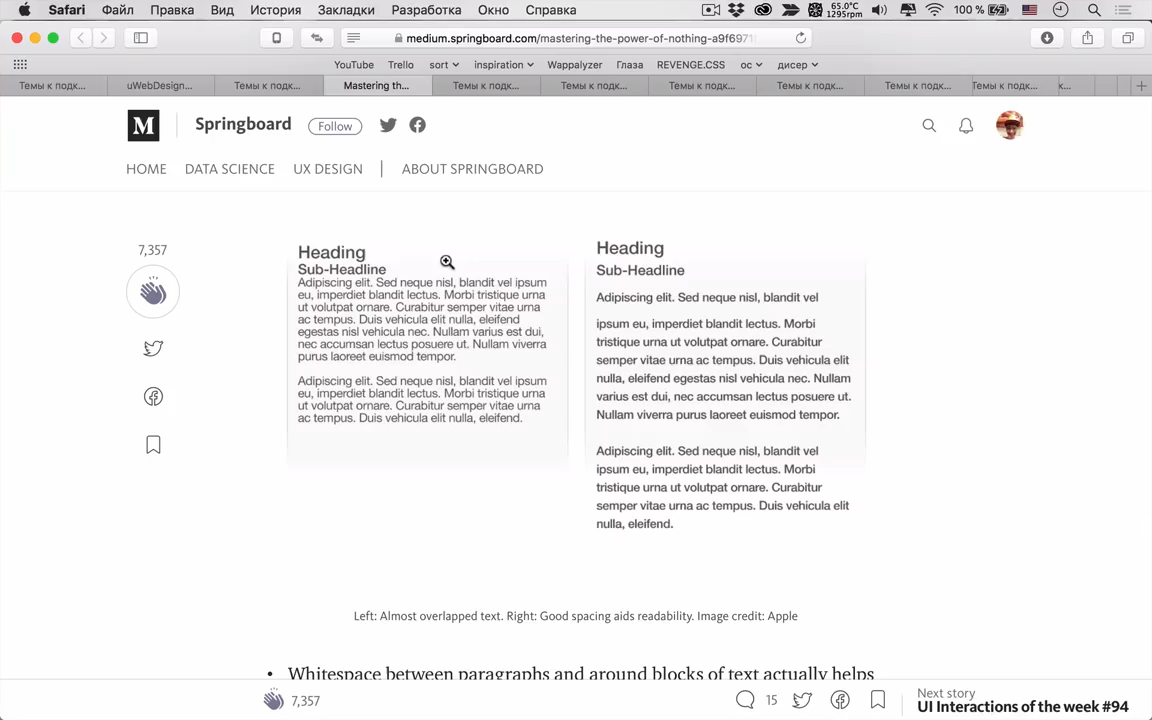 Safari Файл Правка Вид История Закладки Разработка Окно Справка 65.0°C 1295rpm 100 %
medium.springboard.com/mastering-the-power-of-nothing-a9f6971
YouTube Trello sort inspiration Wappalyzer Глаза REVENGE.CSS ос дисер
Темы к подк... uWebDesign... Темы к подк... Mastering th... Темы к подк... Темы к подк... Темы к подк... Темы к подк... Темы к подк... Темы к подк... к...
M Springboard Follow
HOME DATA SCIENCE UX DESIGN ABOUT SPRINGBOARD
7,357
Heading
Sub-Headline
Adipiscing elit. Sed neque nisl, blandit vel ipsum
eu, imperdiet blandit lectus. Morbi tristique urna
ut volutpat ornare. Curabitur semper vitae urna
ac tempus. Duis vehicula elit nulla, eleifend
egestas nisl vehicula nec. Nullam varius est dui,
nec accumsan lectus posuere ut. Nullam viverra
purus laoreet euismod tempor.
Adipiscing elit. Sed neque nisl, blandit vel ipsum
eu, imperdiet blandit lectus. Morbi tristique urna
ut volutpat ornare. Curabitur semper vitae urna
ac tempus. Duis vehicula elit nulla, eleifend.
Heading
Sub-Headline
Adipiscing elit. Sed neque nisl, blandit vel
ipsum eu, imperdiet blandit lectus. Morbi
tristique urna ut volutpat ornare. Curabitur
semper vitae urna ac tempus. Duis vehicula elit
nulla, eleifend egestas nisl vehicula nec. Nullam
varius est dui, nec accumsan lectus posuere ut.
Nullam viverra purus laoreet euismod tempor.
Adipiscing elit. Sed neque nisl, blandit vel
ipsum eu, imperdiet blandit lectus. Morbi
tristique urna ut volutpat ornare. Curabitur
semper vitae urna ac tempus. Duis vehicula elit
nulla, eleifend.
Left: Almost overlapped text. Right: Good spacing aids readability. Image credit: Apple
• Whitespace between paragraphs and around blocks of text actually helps
7,357 15
Next story
UI Interactions of the week #94